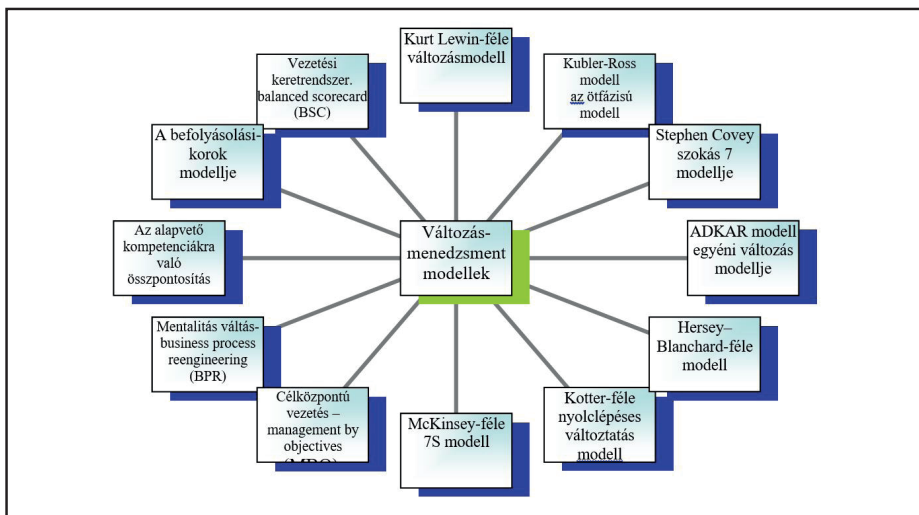 Kurt Lewin-féle
változásmodell
Kubler-Ross
modell
az ötfázisú
modell
Stephen Covey
szokás 7
modellje
ADKAR modell
egyéni változás
modellje
Hersey–
Blanchard-féle
modell
Kotter-féle
nyolclépéses
változtatás
modell
McKinsey-féle
7S modell
Célközpontú
vezetés –
management by
objectives
(MBO)
Mentalitás váltás-
business process
reengineering
(BPR)
Az alapvető
kompetenciákra
való
összpontosítás
A befolyásolási-
korok
modellje
Vezetési
keretrendszer.
balanced scorecard
(BSC)
Változás-
menedzsment
modellek